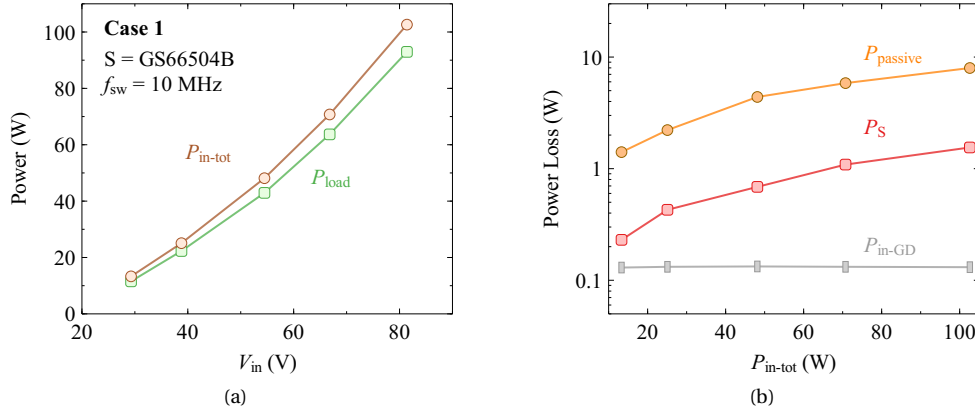 Case 1
S = GS66504B
fsw = 10 MHz
Pin-tot
Pload
Power (W)
100
80
60
40
20
0
20
40
60
80
Vin (V)
(a)
Ppassive
PS
Pin-GD
Power Loss (W)
10
1
0.1
20
40
60
80
100
Pin-tot (W)
(b)